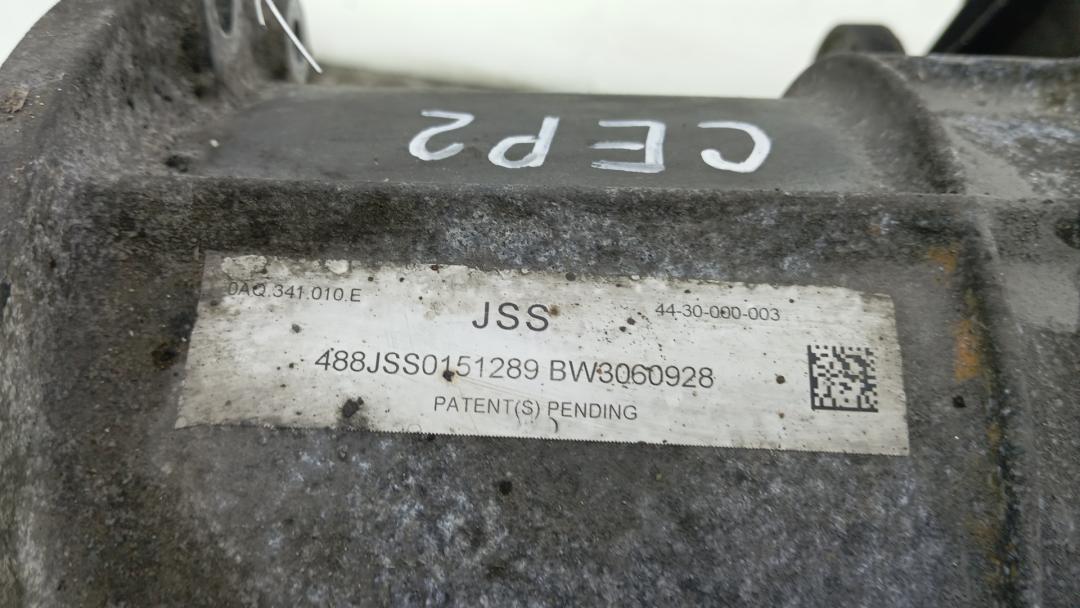 CEP2
0AQ.341.010.E
JSS
44-30-000-003
488JSS0151289 BW3060928
PATENT(S) PENDING